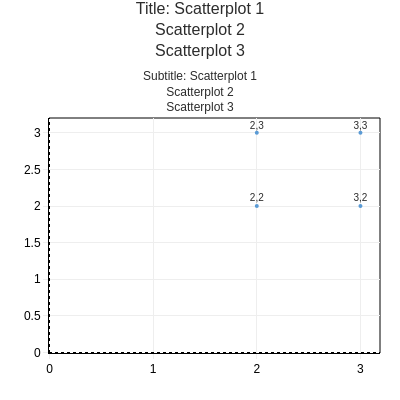 Title: Scatterplot 1
Scatterplot 2
Scatterplot 3
Subtitle: Scatterplot 1
Scatterplot 2
Scatterplot 3
3
2,3
3,3
2.5
2
2,2
3,2
1.5
1
0.5
0
0 1 2 3